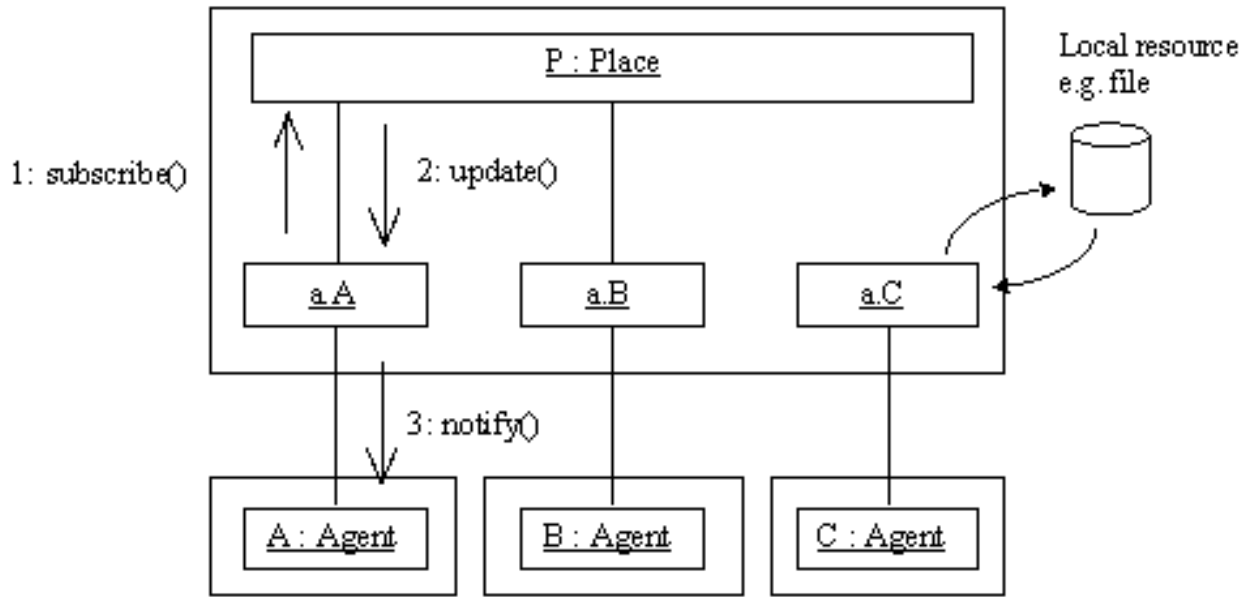 P : Place
Local resource
e.g. file
1: subscribe()
2: update()
a.A
a.B
a.C
3: notify()
A : Agent
B : Agent
C : Agent